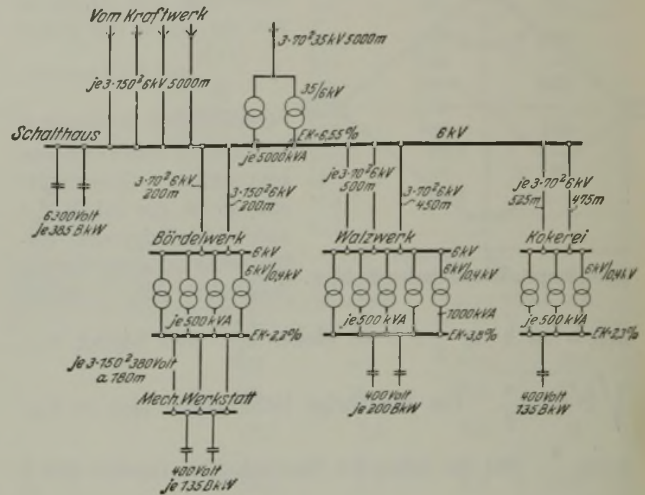 Vom Kraftwerk
3·70² 35 kV 5000m
je 3·150² 6kV 5000m
35/6kV
Schalthaus
EK=6,55%
6kV
je 5000 kVA
3·70² 6kV
200m
3·150² 6kV
200m
je 3·70² 6kV
500m
3·70² 6kV
450m
je 3·70² 6kV
525m
475m
6300 Volt
je 385 BkW
Bördelwerk
Walzwerk
Kokerei
6kV
6kV
6kV
6kV/0,4kV
6kV/0,4kV
6kV/0,4kV
je 500 kVA
je 500 kVA
1000kVA
je 500 kVA
EK=2,2%
EK=3,8%
EK=2,3%
je 3·150² 380 Volt
a 180m
400 Volt
je 200 BkW
400 Volt
135 BkW
Mech. Werkstatt
400 Volt
je 135 BkW